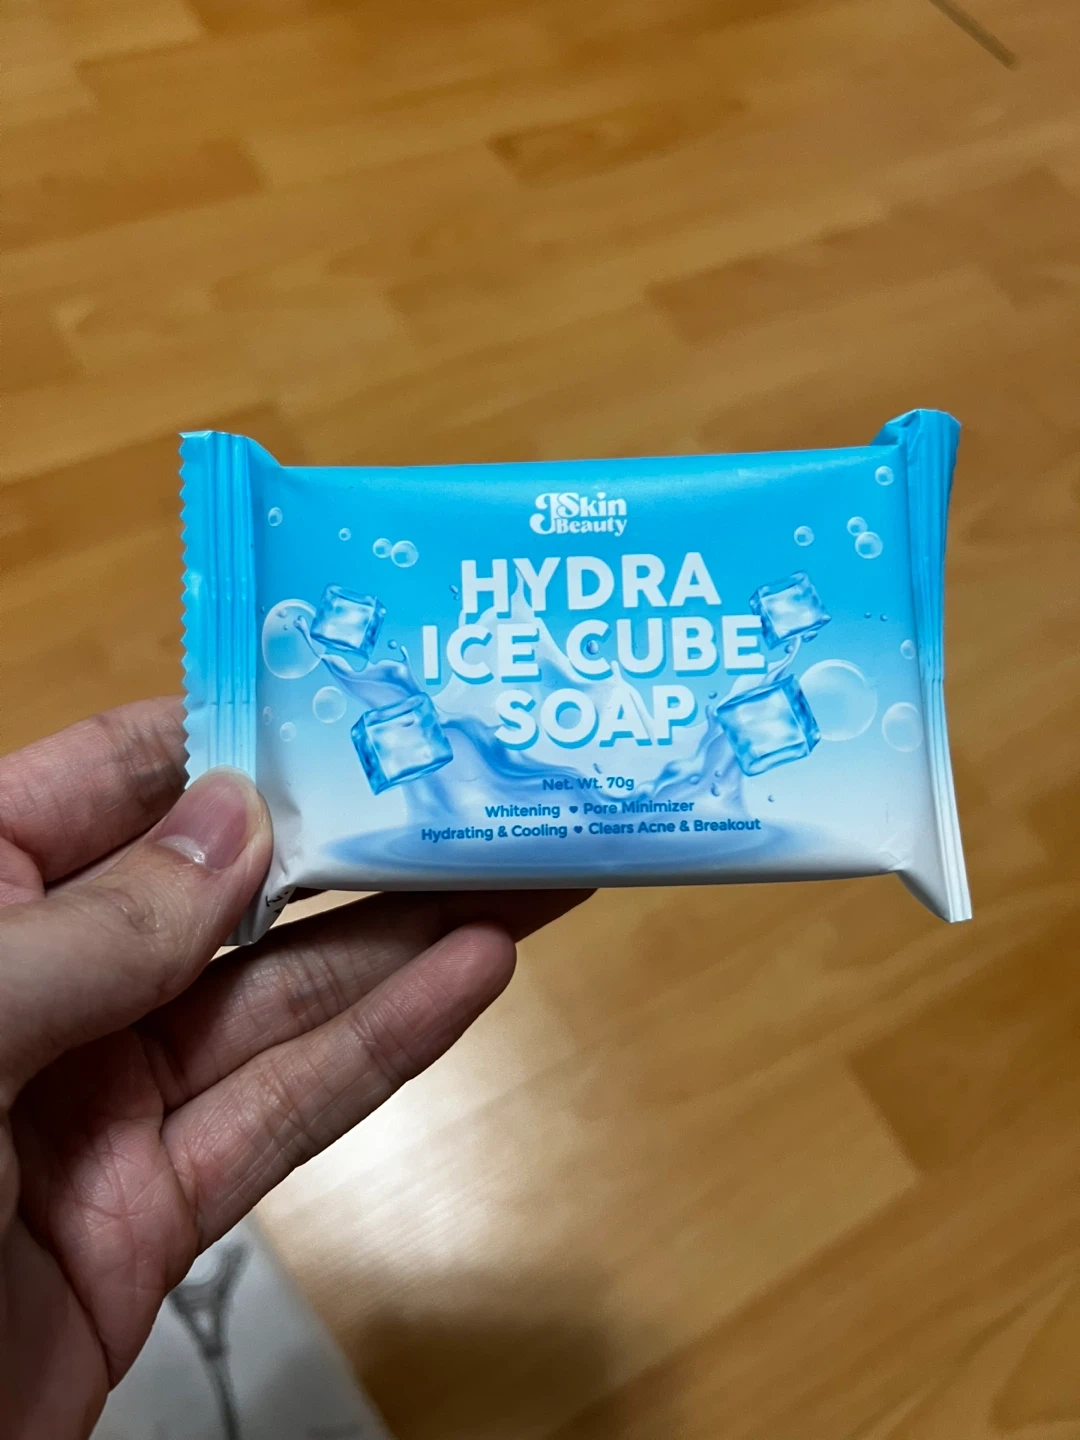 JSkin
Beauty
HYDRA
ICE CUBE
SOAP
Net. Wt. 70g
Whitening ♥ Pore Minimizer
Hydrating & Cooling ♥ Clears Acne & Breakout